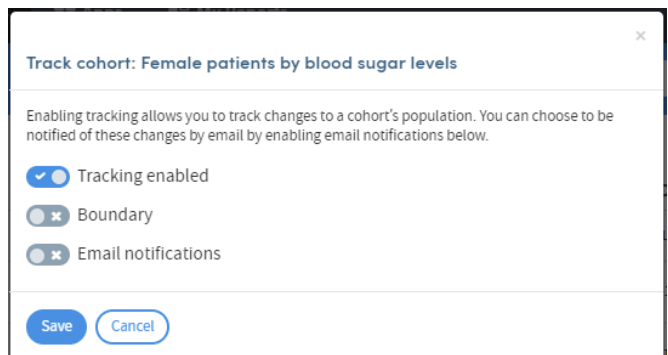 Track cohort: Female patients by blood sugar levels
Enabling tracking allows you to track changes to a cohort's population. You can choose to be
notified of these changes by email by enabling email notifications below.
Tracking enabled
Boundary
Email notifications
Save Cancel